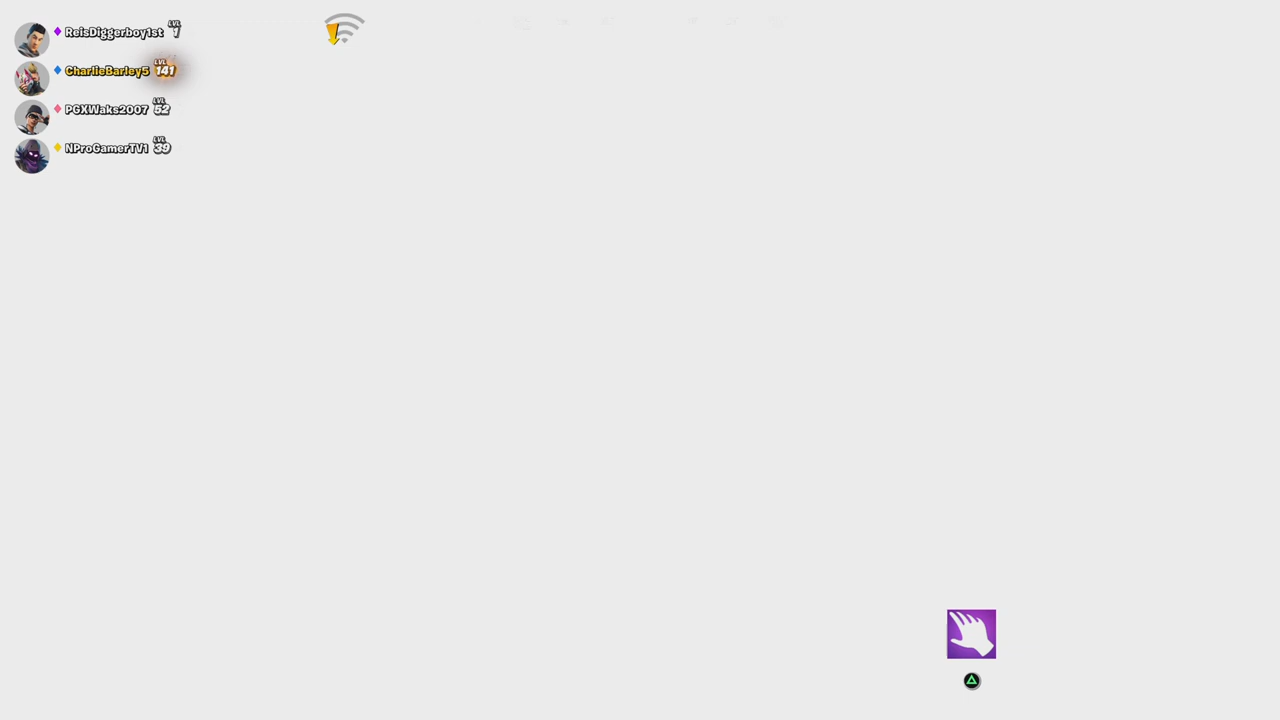 ReisDiggerboy1st LVL 1
CharlieBarley5 LVL 141
PGXWaks2007 LVL 52
NProGamerTV1 LVL 39